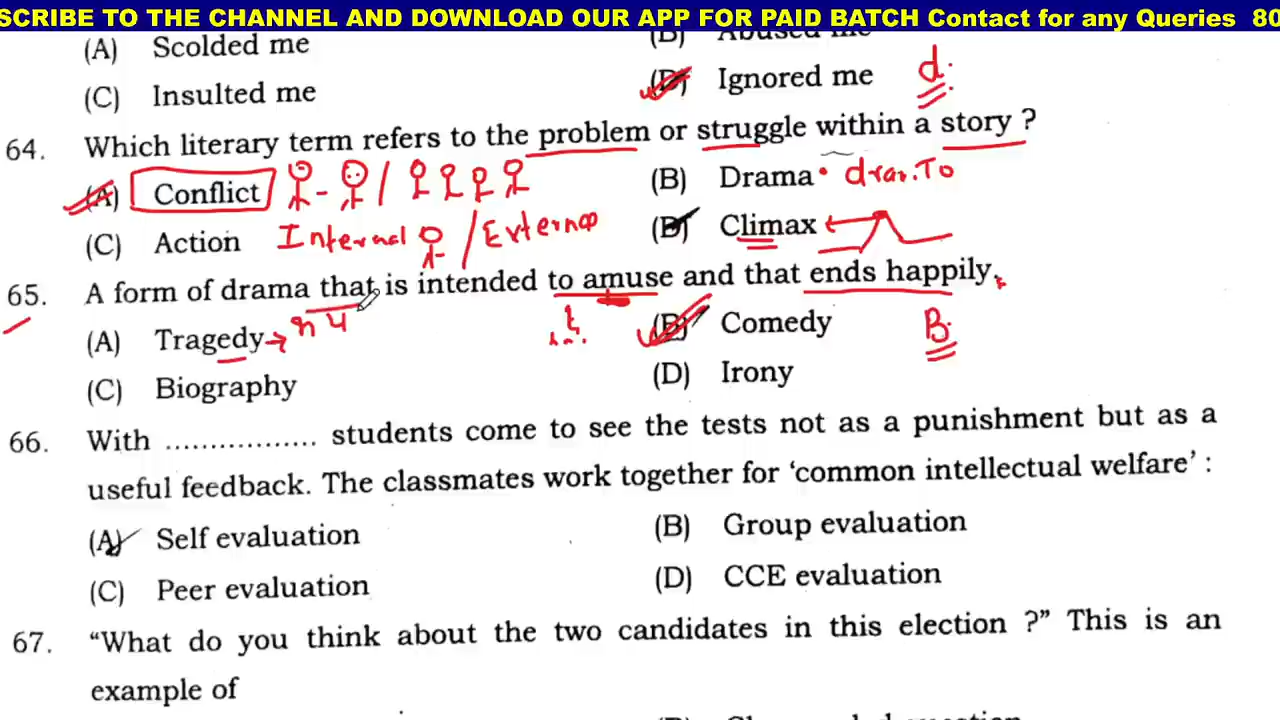 SCRIBE TO THE CHANNEL AND DOWNLOAD OUR APP FOR PAID BATCH Contact for any Queries 80
(A) Scolded me (B) Abused me
(C) Insulted me (D) Ignored me d.
64. Which literary term refers to the problem or struggle within a story ?
(A) Conflict (B) Drama
(C) Action Internal / External (D) Climax
65. A form of drama that is intended to amuse and that ends happily.
(A) Tragedy (B) Comedy B.
(C) Biography (D) Irony
66. With ................. students come to see the tests not as a punishment but as a
useful feedback. The classmates work together for ‘common intellectual welfare’ :
(A) Self evaluation (B) Group evaluation
(C) Peer evaluation (D) CCE evaluation
67. “What do you think about the two candidates in this election ?” This is an
example of